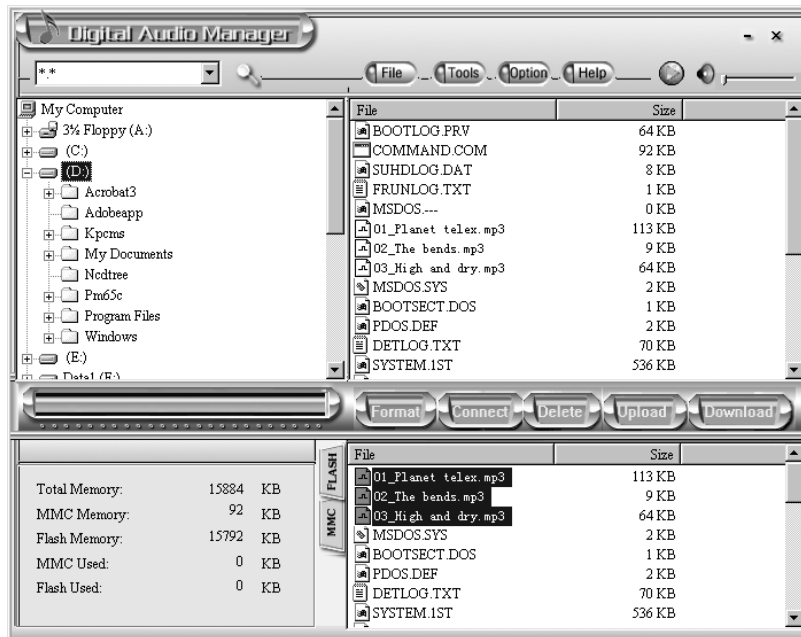 Digital Audio Manager
*.*
File Tools Option Help
My Computer
3½ Floppy (A:)
(C:)
(D:)
Acrobat3
Adobeapp
Kpcms
My Documents
Ncdtree
Pm65c
Program Files
Windows
(E:)
Data1 (F:)
File Size
BOOTLOG.PRV 64 KB
COMMAND.COM 92 KB
SUHDLOG.DAT 8 KB
FRUNLOG.TXT 1 KB
MSDOS.--- 0 KB
01_Planet telex.mp3 113 KB
02_The bends.mp3 9 KB
03_High and dry.mp3 64 KB
MSDOS.SYS 2 KB
BOOTSECT.DOS 1 KB
PDOS.DEF 2 KB
DETLOG.TXT 70 KB
SYSTEM.1ST 536 KB
Format Connect Delete Upload Download
Total Memory: 15884 KB
MMC Memory: 92 KB
Flash Memory: 15792 KB
MMC Used: 0 KB
Flash Used: 0 KB
FLASH
MMC
File Size
01_Planet telex.mp3 113 KB
02_The bends.mp3 9 KB
03_High and dry.mp3 64 KB
MSDOS.SYS 2 KB
BOOTSECT.DOS 1 KB
PDOS.DEF 2 KB
DETLOG.TXT 70 KB
SYSTEM.1ST 536 KB